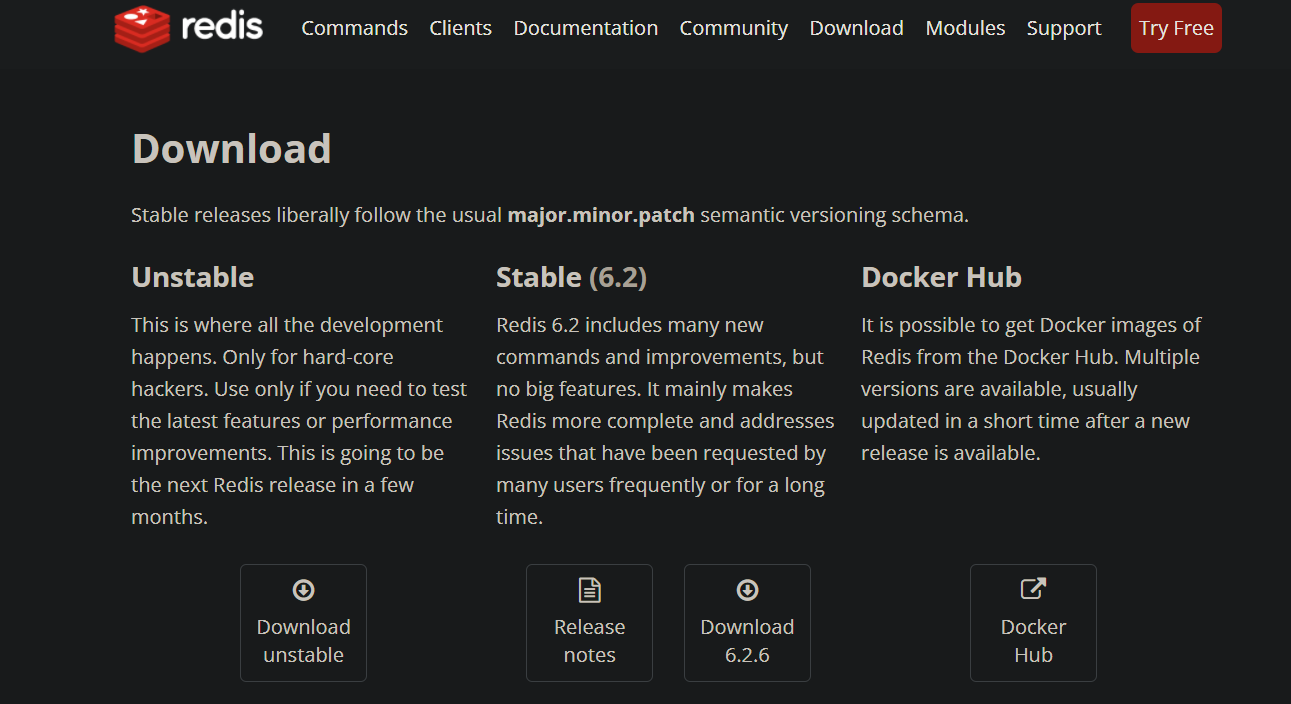 redis
Commands
Clients
Documentation
Community
Download
Modules
Support
Try Free
Download
Stable releases liberally follow the usual major.minor.patch semantic versioning schema.
Unstable
This is where all the development
happens. Only for hard-core
hackers. Use only if you need to test
the latest features or performance
improvements. This is going to be
the next Redis release in a few
months.
Download
unstable
Stable (6.2)
Redis 6.2 includes many new
commands and improvements, but
no big features. It mainly makes
Redis more complete and addresses
issues that have been requested by
many users frequently or for a long
time.
Release
notes
Download
6.2.6
Docker Hub
It is possible to get Docker images of
Redis from the Docker Hub. Multiple
versions are available, usually
updated in a short time after a new
release is available.
Docker
Hub